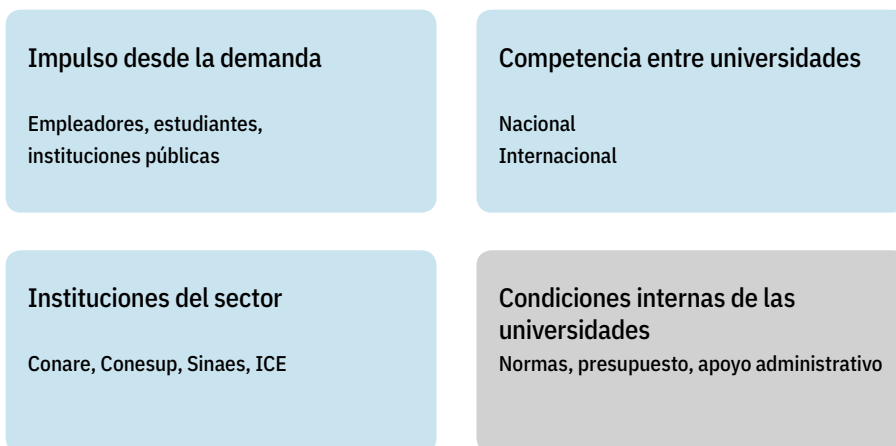 Impulso desde la demanda
Empleadores, estudiantes,
instituciones públicas
Competencia entre universidades
Nacional
Internacional
Instituciones del sector
Conare, Conesup, Sinaes, ICE
Condiciones internas de las
universidades
Normas, presupuesto, apoyo administrativo